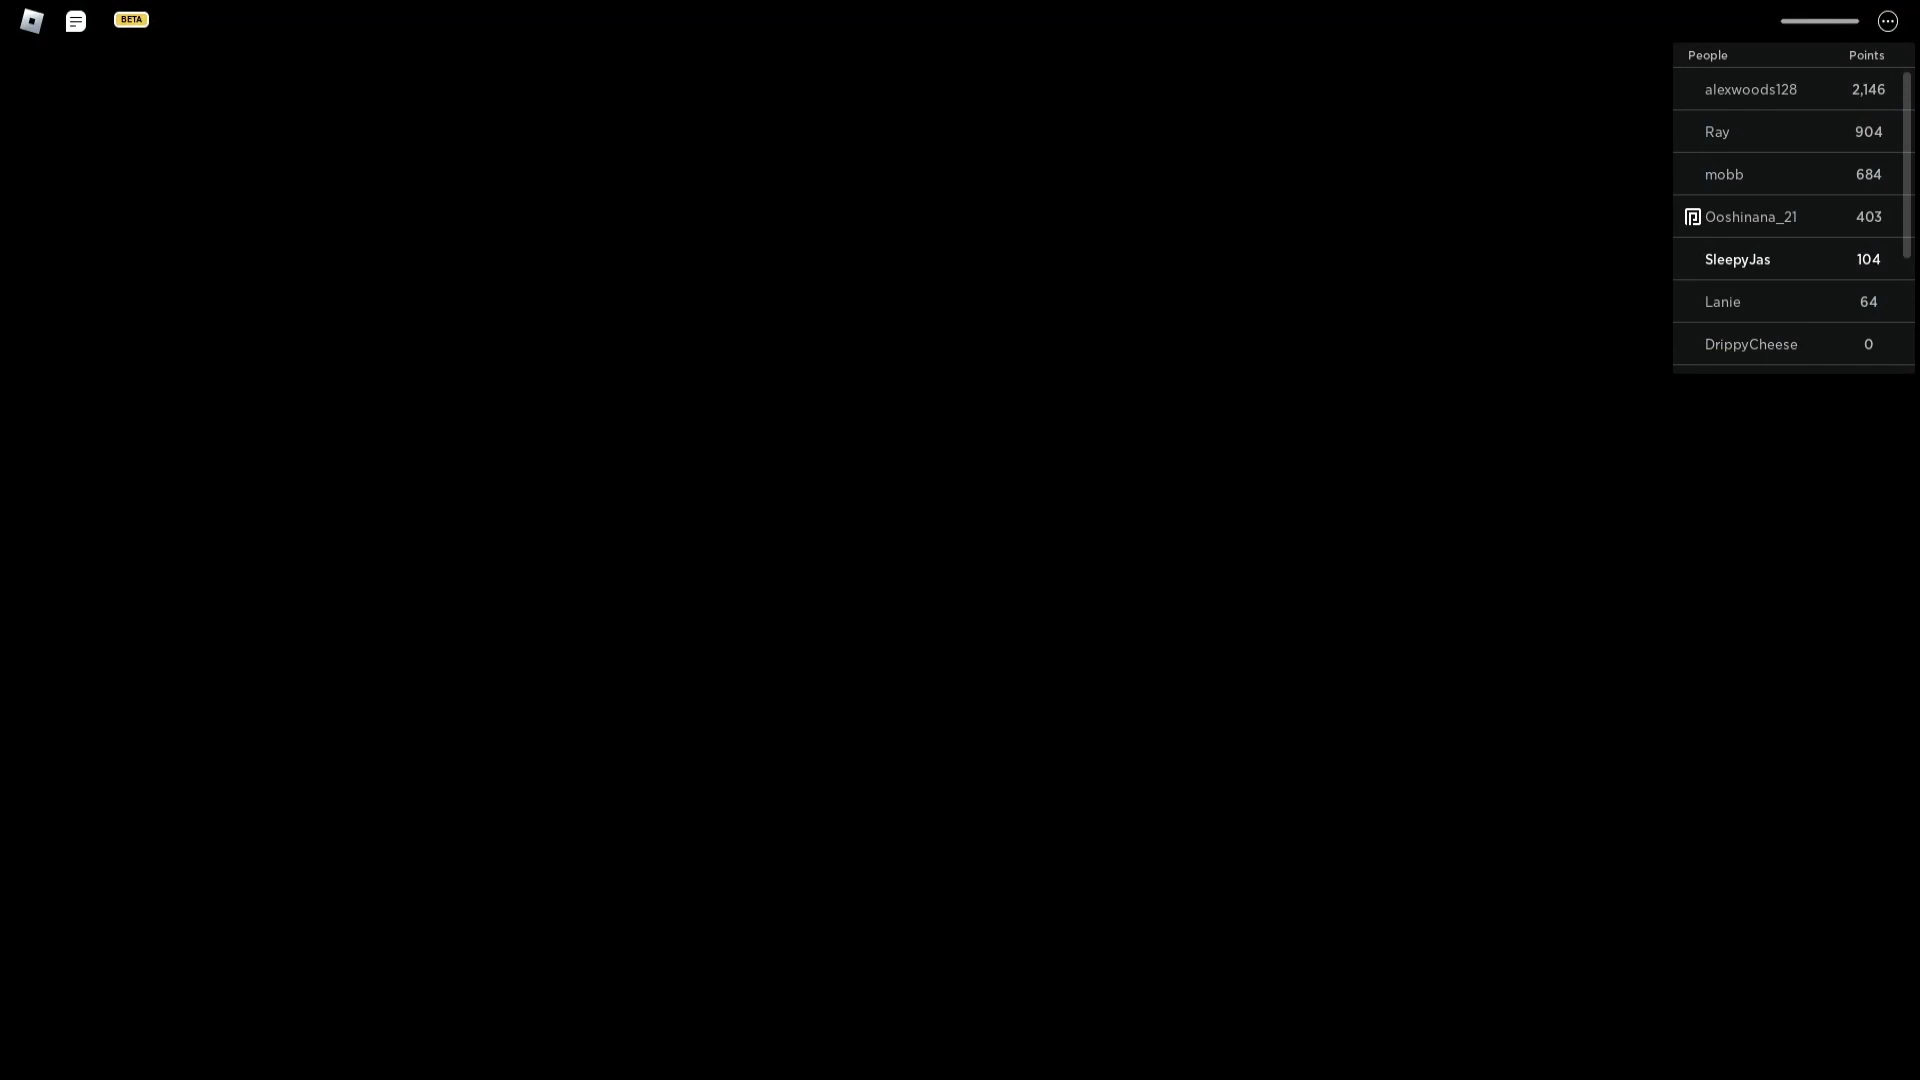 BETA
People Points
alexwoods128 2,146
Ray 904
mobb 684
Ooshinana_21 403
SleepyJas 104
Lanie 64
DrippyCheese 0